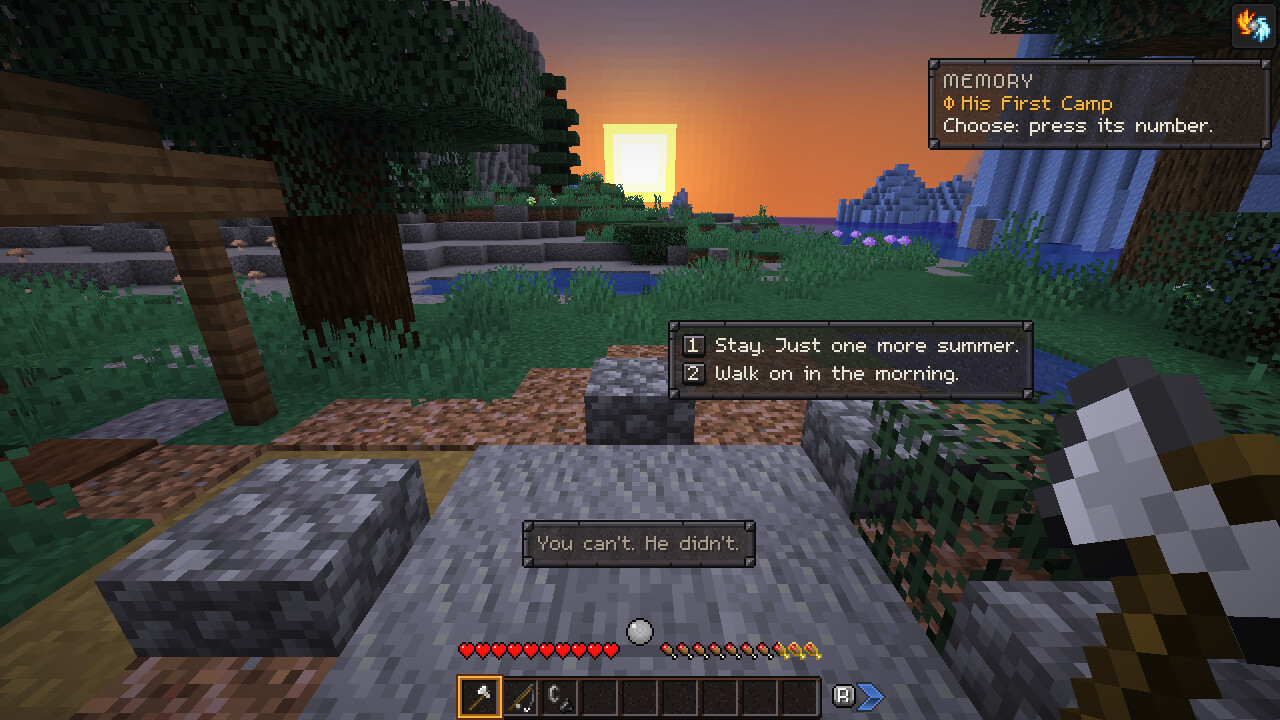 MEMORY
Φ His First Camp
Choose: press its number.
1 Stay. Just one more summer.
2 Walk on in the morning.
You can't. He didn't.
R